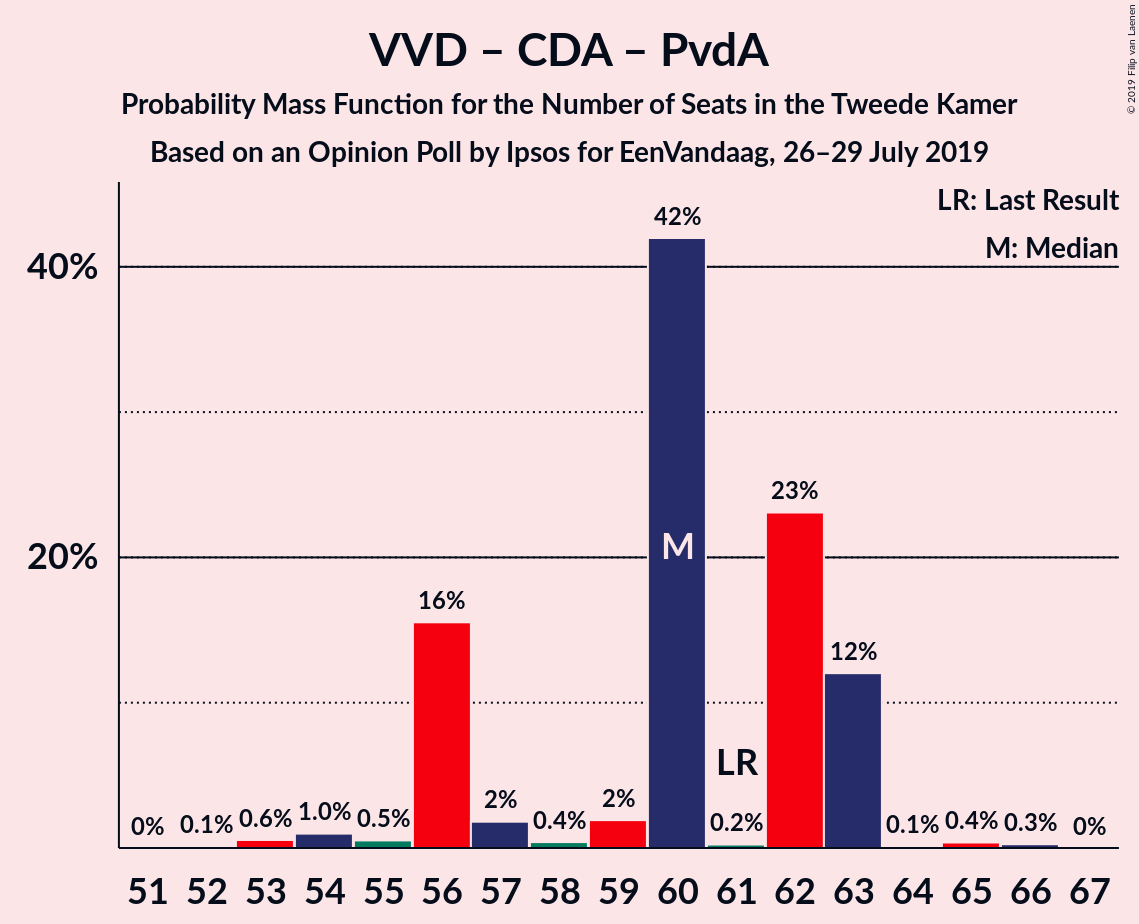 VVD – CDA – PvdA
Probability Mass Function for the Number of Seats in the Tweede Kamer
Based on an Opinion Poll by Ipsos for EenVandaag, 26–29 July 2019
© 2019 Filip van Laenen
LR: Last Result
M: Median
40%
20%
0% 0.1% 0.6% 1.0% 0.5% 16% 2% 0.4% 2% 42% 0.2% 23% 12% 0.1% 0.4% 0.3% 0%
M
LR
51 52 53 54 55 56 57 58 59 60 61 62 63 64 65 66 67